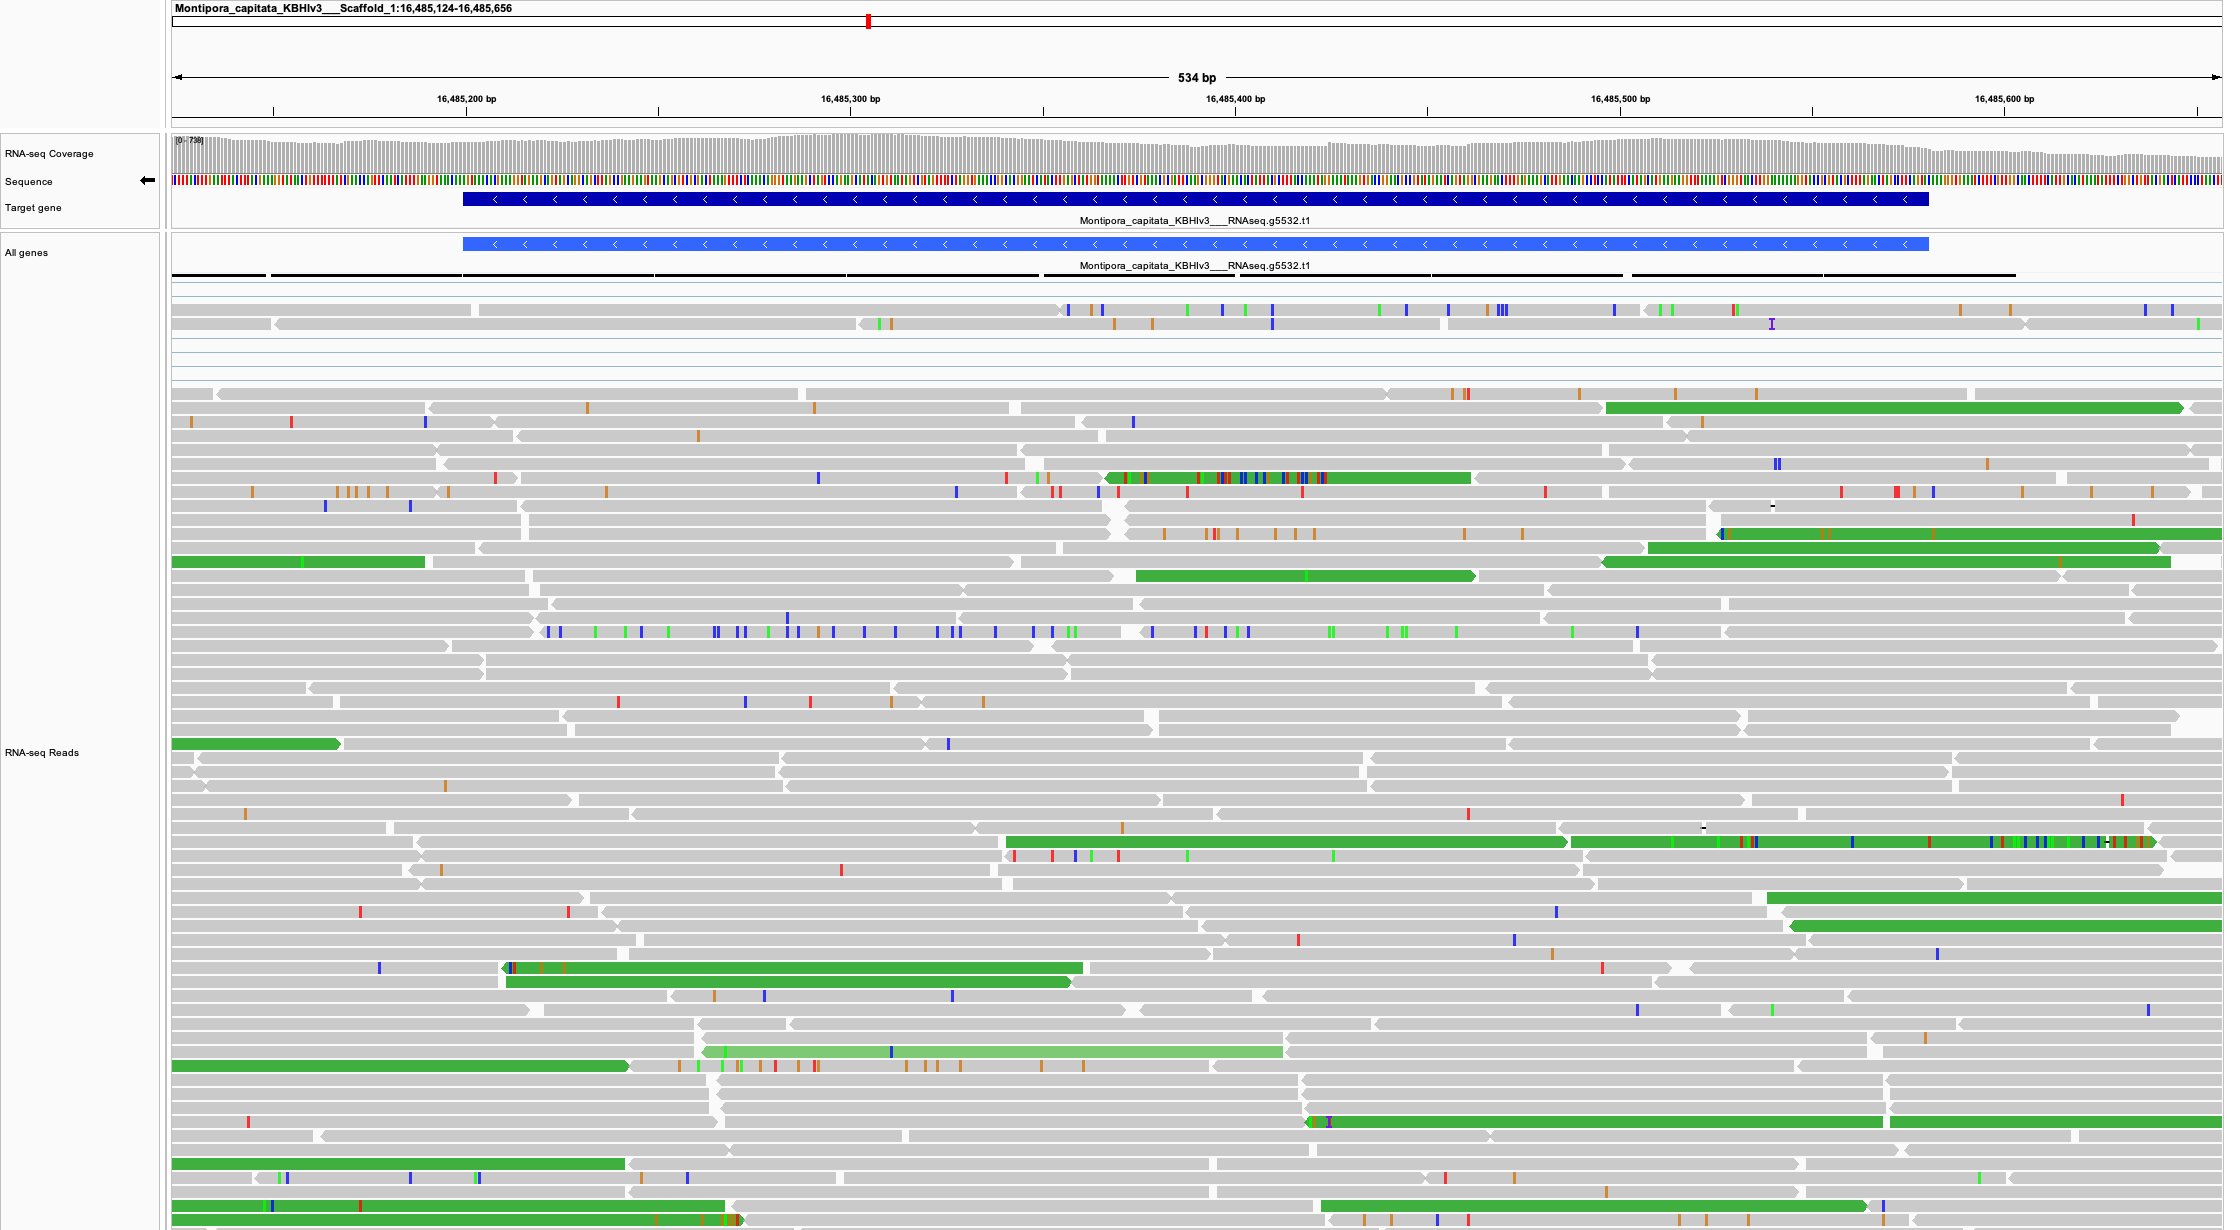 Montipora_capitata_KBHIv3___Scaffold_1:16,485,124-16,485,656
534 bp
16,485,200 bp 16,485,300 bp 16,485,400 bp 16,485,500 bp 16,485,600 bp
[0 - 738]
RNA-seq Coverage
Sequence
Target gene
Montipora_capitata_KBHIv3___RNAseq.g5532.t1
All genes
Montipora_capitata_KBHIv3___RNAseq.g5532.t1
RNA-seq Reads